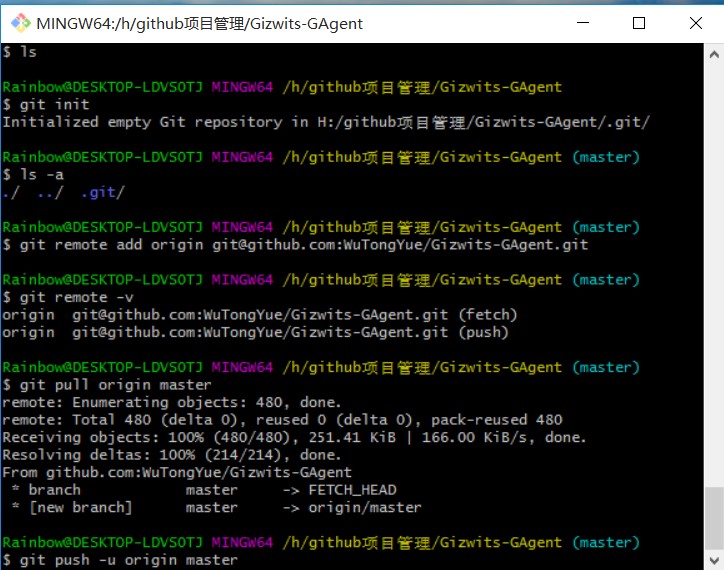 MINGW64:/h/github项目管理/Gizwits-GAgent
$ ls
Rainbow@DESKTOP-LDVSOTJ MINGW64 /h/github项目管理/Gizwits-GAgent
$ git init
Initialized empty Git repository in H:/github项目管理/Gizwits-GAgent/.git/
Rainbow@DESKTOP-LDVSOTJ MINGW64 /h/github项目管理/Gizwits-GAgent (master)
$ ls -a
./  ../  .git/
Rainbow@DESKTOP-LDVSOTJ MINGW64 /h/github项目管理/Gizwits-GAgent (master)
$ git remote add origin git@github.com:WuTongYue/Gizwits-GAgent.git
Rainbow@DESKTOP-LDVSOTJ MINGW64 /h/github项目管理/Gizwits-GAgent (master)
$ git remote -v
origin  git@github.com:WuTongYue/Gizwits-GAgent.git (fetch)
origin  git@github.com:WuTongYue/Gizwits-GAgent.git (push)
Rainbow@DESKTOP-LDVSOTJ MINGW64 /h/github项目管理/Gizwits-GAgent (master)
$ git pull origin master
remote: Enumerating objects: 480, done.
remote: Total 480 (delta 0), reused 0 (delta 0), pack-reused 480
Receiving objects: 100% (480/480), 251.41 KiB | 166.00 KiB/s, done.
Resolving deltas: 100% (214/214), done.
From github.com:WuTongYue/Gizwits-GAgent
 * branch            master     -> FETCH_HEAD
 * [new branch]      master     -> origin/master
Rainbow@DESKTOP-LDVSOTJ MINGW64 /h/github项目管理/Gizwits-GAgent (master)
$ git push -u origin master